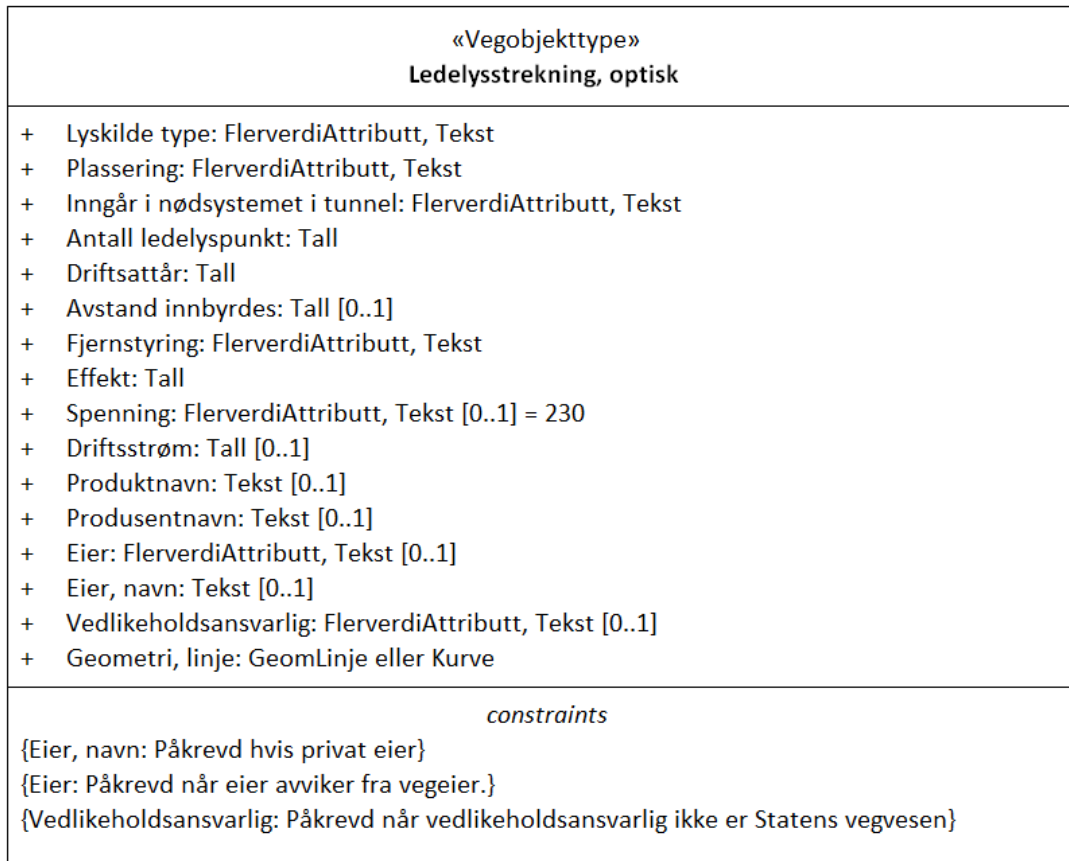 «Vegobjekttype»
Ledelysstrekning, optisk
+ Lyskilde type: FlerverdiAttributt, Tekst
+ Plassering: FlerverdiAttributt, Tekst
+ Inngår i nødsystemet i tunnel: FlerverdiAttributt, Tekst
+ Antall ledelyspunkt: Tall
+ Driftsattår: Tall
+ Avstand innbyrdes: Tall [0..1]
+ Fjernstyring: FlerverdiAttributt, Tekst
+ Effekt: Tall
+ Spenning: FlerverdiAttributt, Tekst [0..1] = 230
+ Driftsstrøm: Tall [0..1]
+ Produktnavn: Tekst [0..1]
+ Produsentnavn: Tekst [0..1]
+ Eier: FlerverdiAttributt, Tekst [0..1]
+ Eier, navn: Tekst [0..1]
+ Vedlikeholdsansvarlig: FlerverdiAttributt, Tekst [0..1]
+ Geometri, linje: GeomLinje eller Kurve
constraints
{Eier, navn: Påkrevd hvis privat eier}
{Eier: Påkrevd når eier avviker fra vegeier.}
{Vedlikeholdsansvarlig: Påkrevd når vedlikeholdsansvarlig ikke er Statens vegvesen}